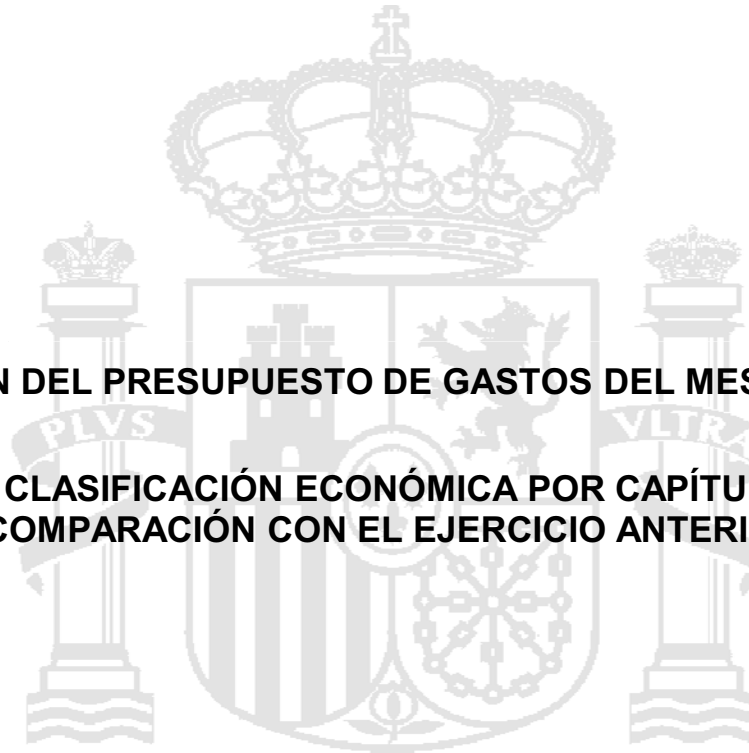 N DEL PRESUPUESTO DE GASTOS DEL MES
PLVS VLTRA
CLASIFICACIÓN ECONÓMICA POR CAPÍTU
COMPARACIÓN CON EL EJERCICIO ANTERI